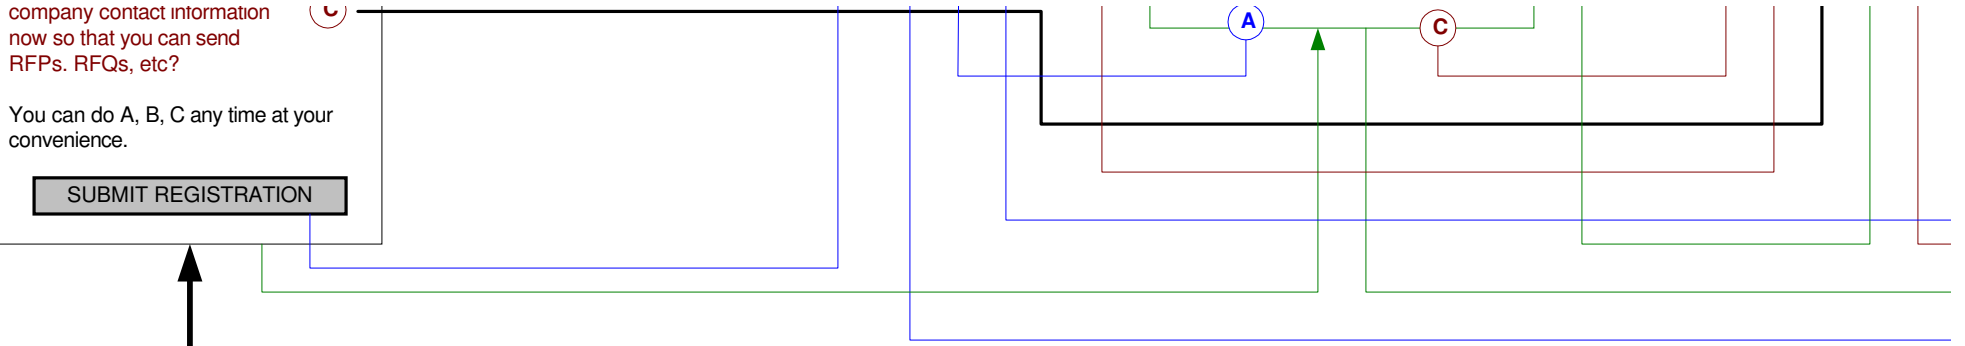 company contact information
now so that you can send
RFPs. RFQs, etc?
C
You can do A, B, C any time at your
convenience.
SUBMIT REGISTRATION
A
C